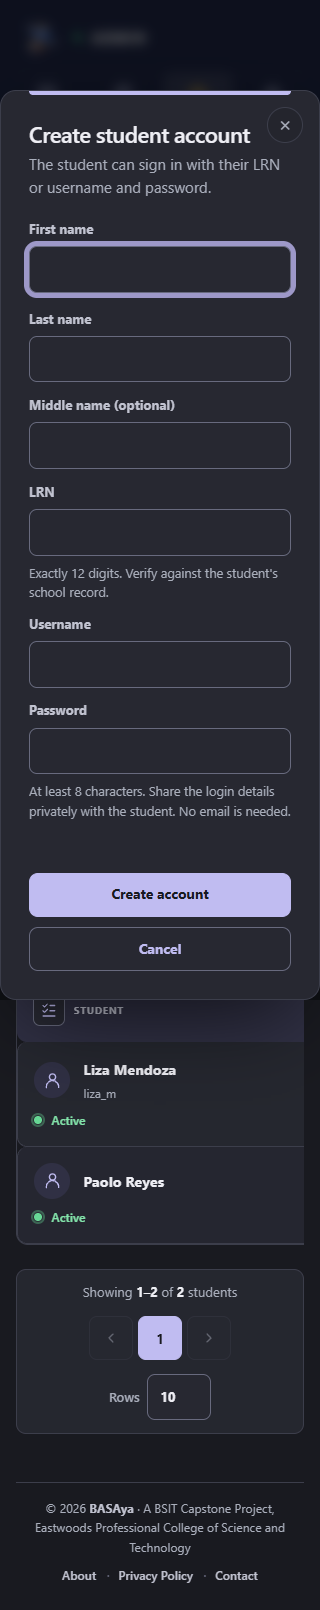 Create student account
The student can sign in with their LRN
or username and password.
First name
Last name
Middle name (optional)
LRN
Exactly 12 digits. Verify against the student's
school record.
Username
Password
At least 8 characters. Share the login details
privately with the student. No email is needed.
Create account
Cancel
STUDENT
Liza Mendoza
liza_m
Active
Paolo Reyes
Active
Showing 1–2 of 2 students
1
Rows 10
© 2026 BASAya · A BSIT Capstone Project,
Eastwoods Professional College of Science and
Technology
About · Privacy Policy · Contact